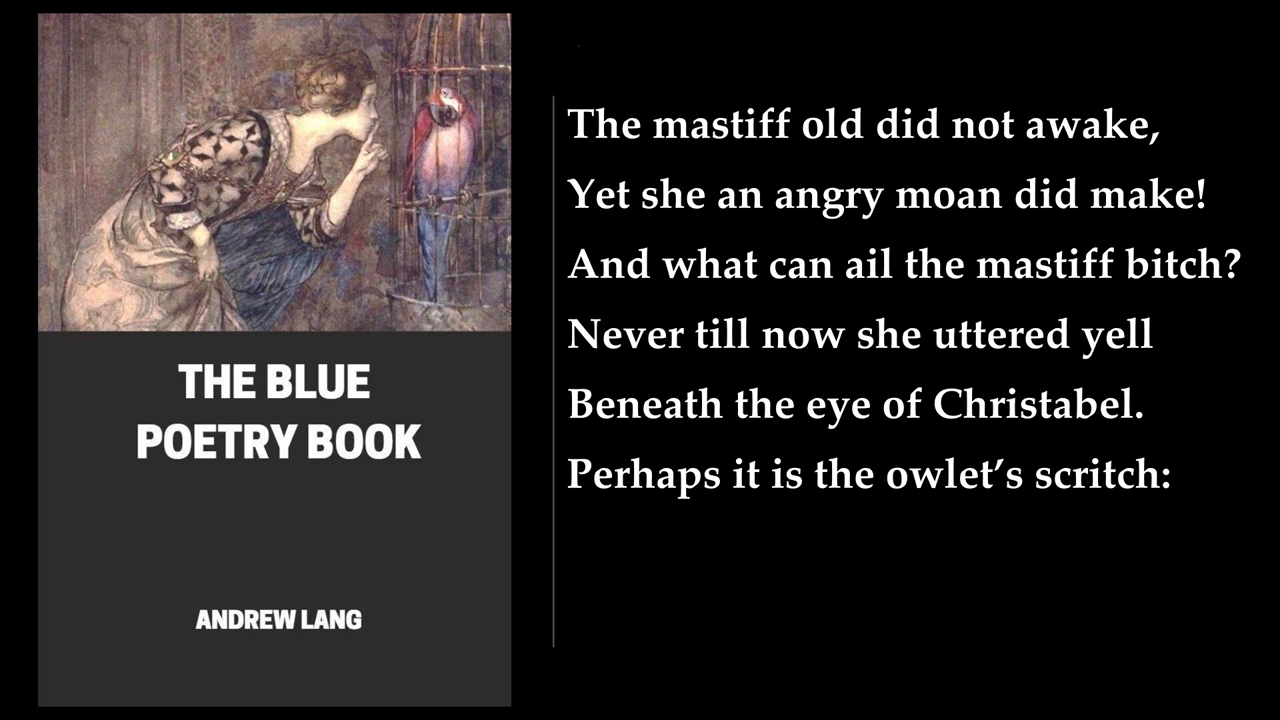 THE BLUE
POETRY BOOK
ANDREW LANG
The mastiff old did not awake,
Yet she an angry moan did make!
And what can ail the mastiff bitch?
Never till now she uttered yell
Beneath the eye of Christabel.
Perhaps it is the owlet’s scritch: